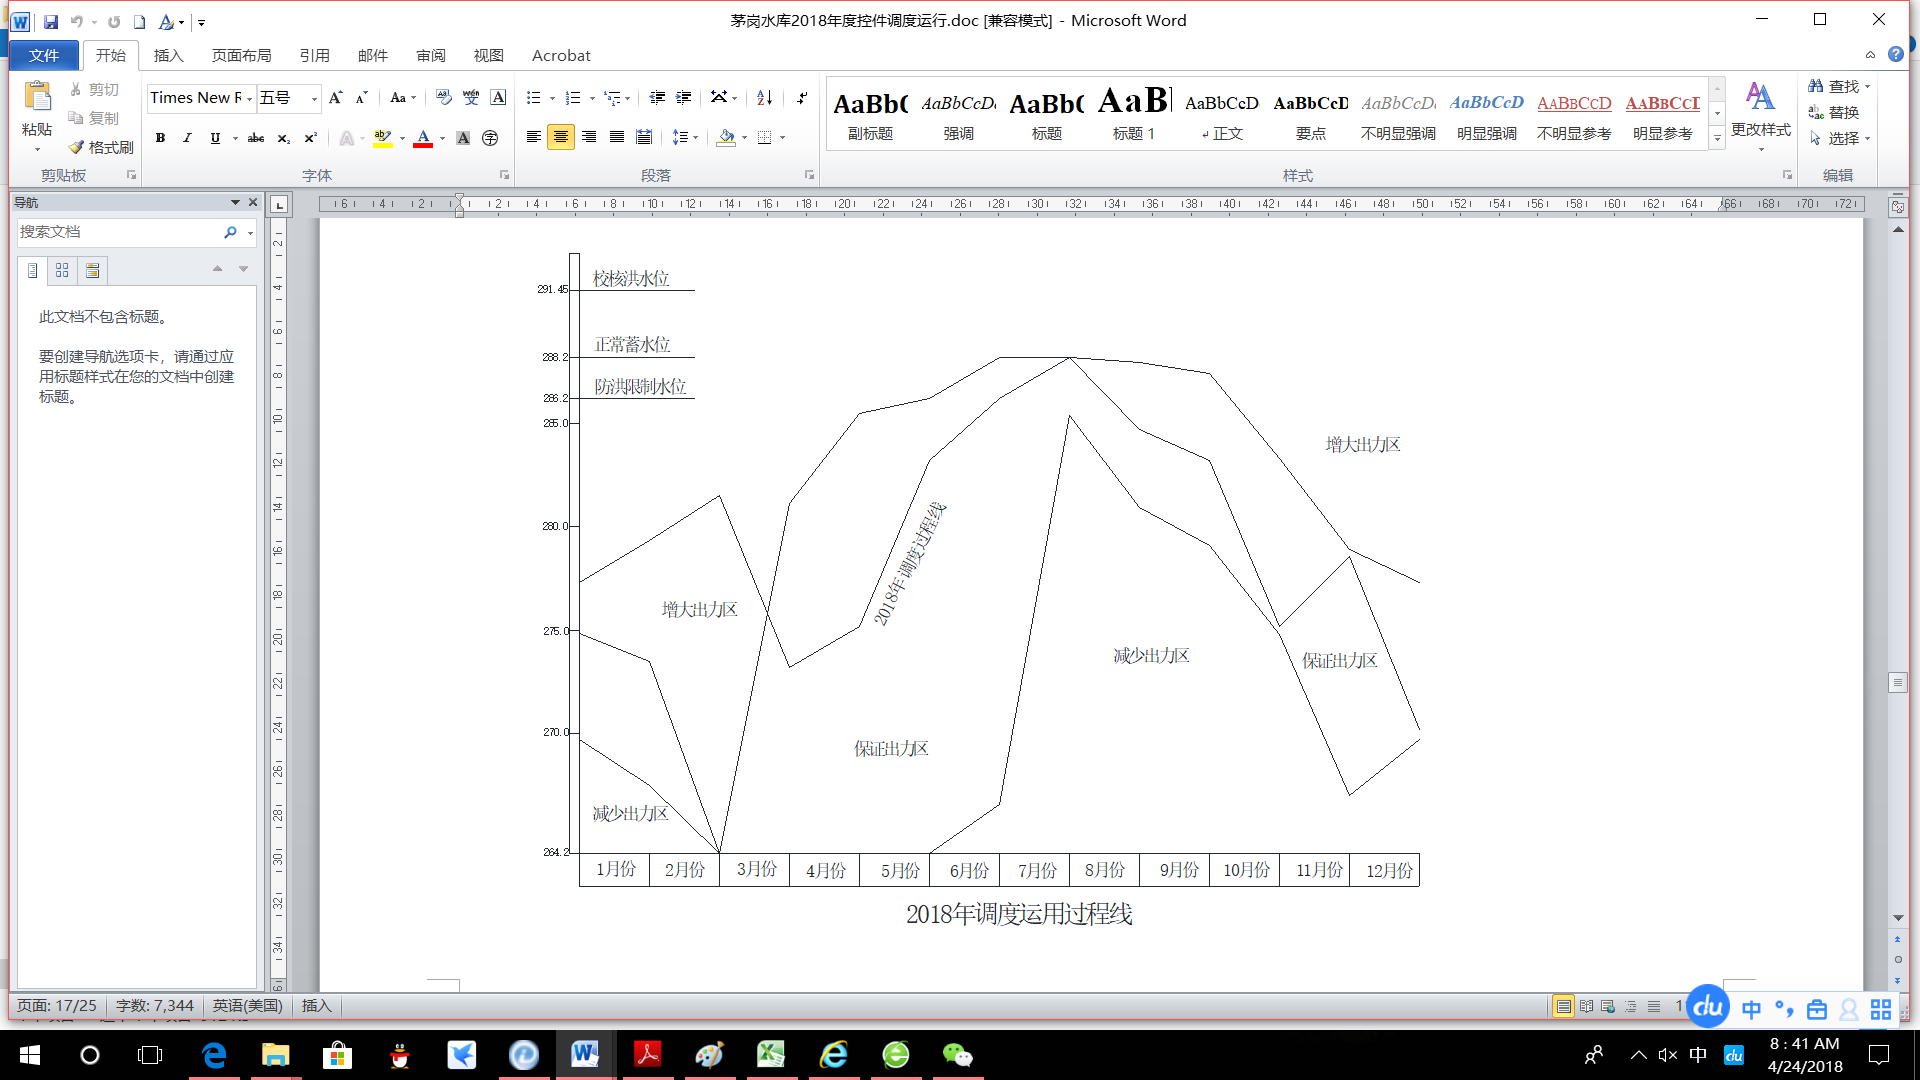 茅岗水库2018年度控件调度运行.doc [兼容模式] - Microsoft Word
文件 开始 插入 页面布局 引用 邮件 审阅 视图 Acrobat
粘贴
剪切
复制
格式刷
剪贴板
Times New R 五号
字体
段落
AaBbC 副标题
AaBbCcDc 强调
AaBbC 标题
AaBl 标题 1
AaBbCcD 正文
AaBbCcD 要点
AaBbCcD 不明显强调
AaBbCcD 明显强调
AaBbCcD 不明显参考
AaBbCcD 明显参考
更改样式
样式
查找
替换
选择
编辑
导航
搜索文档
此文档不包含标题。
要创建导航选项卡，请通过应
用标题样式在您的文档中创建
标题。
校核洪水位
291.45
正常蓄水位
288.2
防洪限制水位
286.2
285.0
增大出力区
280.0
2018年调度过程线
增大出力区
275.0
减少出力区
保证出力区
270.0
保证出力区
减少出力区
264.2
1月份 2月份 3月份 4月份 5月份 6月份 7月份 8月份 9月份 10月份 11月份 12月份
2018年调度运用过程线
页面: 17/25 字数: 7,344 英语(美国) 插入
du 中
中 du
8:41 AM
4/24/2018